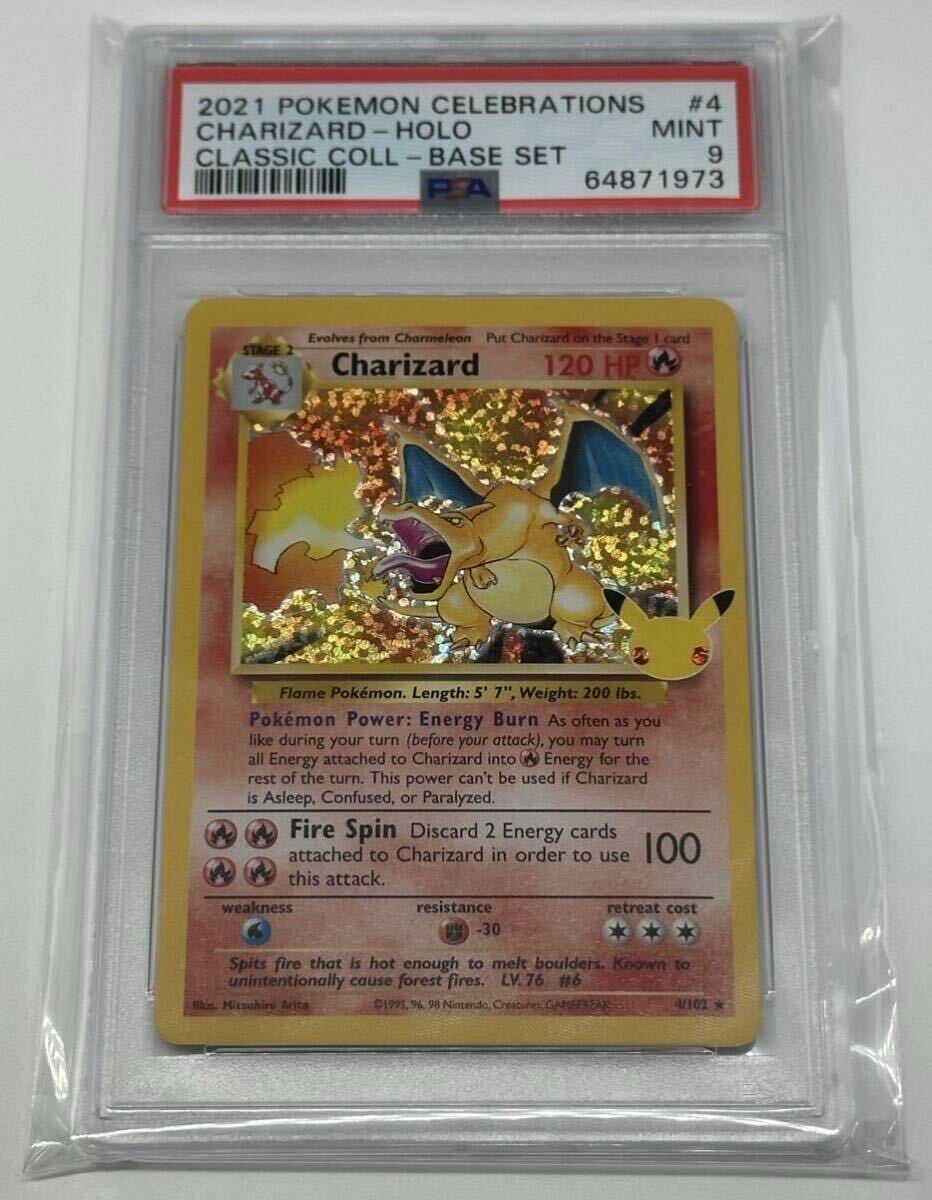 2021 POKEMON CELEBRATIONS #4
CHARIZARD - HOLO MINT
CLASSIC COLL - BASE SET 9
PSA 64871973
Evolves from Charmeleon Put Charizard on the Stage 1 card
STAGE 2
Charizard 120 HP
Flame Pokémon. Length: 5' 7", Weight: 200 lbs.
Pokémon Power: Energy Burn As often as you
like during your turn (before your attack), you may turn
all Energy attached to Charizard into Energy for the
rest of the turn. This power can't be used if Charizard
is Asleep, Confused, or Paralyzed.
Fire Spin Discard 2 Energy cards
attached to Charizard in order to use 100
this attack.
weakness resistance retreat cost
-30
Spits fire that is hot enough to melt boulders. Known to
unintentionally cause forest fires. LV. 76 #6
Illus. Mitsuhiro Arita ©1995, 96, 98 Nintendo, Creatures, GAMEFREAK. 4/102 ★